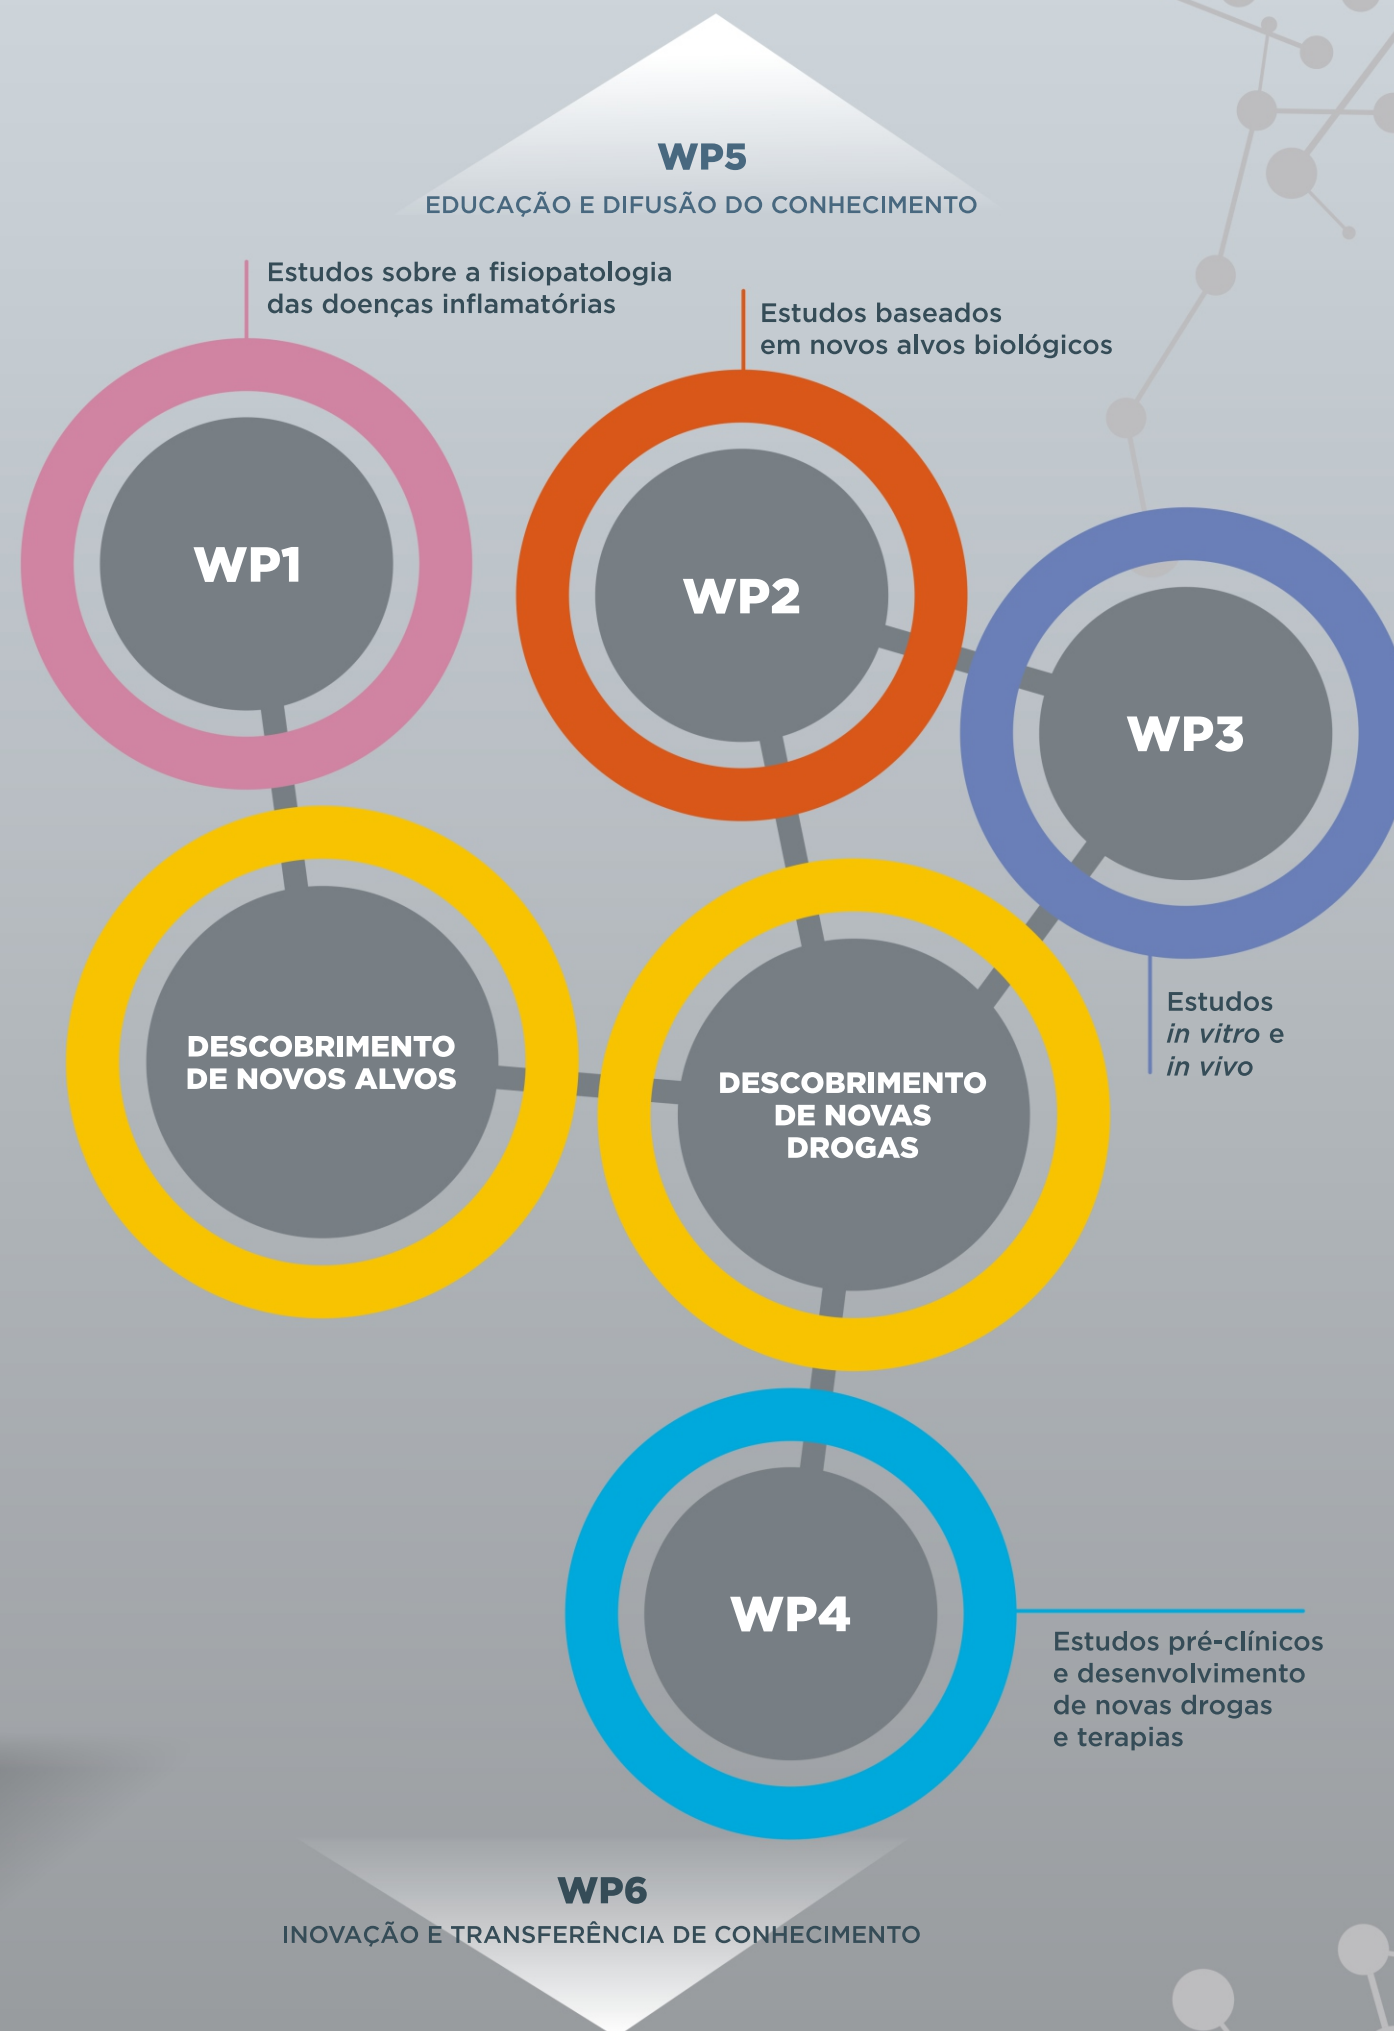 WP5
EDUCAÇÃO E DIFUSÃO DO CONHECIMENTO
Estudos sobre a fisiopatologia
das doenças inflamatórias
Estudos baseados
em novos alvos biológicos
WP1
WP2
WP3
Estudos
in vitro e
in vivo
DESCOBRIMENTO
DE NOVOS ALVOS
DESCOBRIMENTO
DE NOVAS
DROGAS
WP4
Estudos pré-clínicos
e desenvolvimento
de novas drogas
e terapias
WP6
INOVAÇÃO E TRANSFERÊNCIA DE CONHECIMENTO